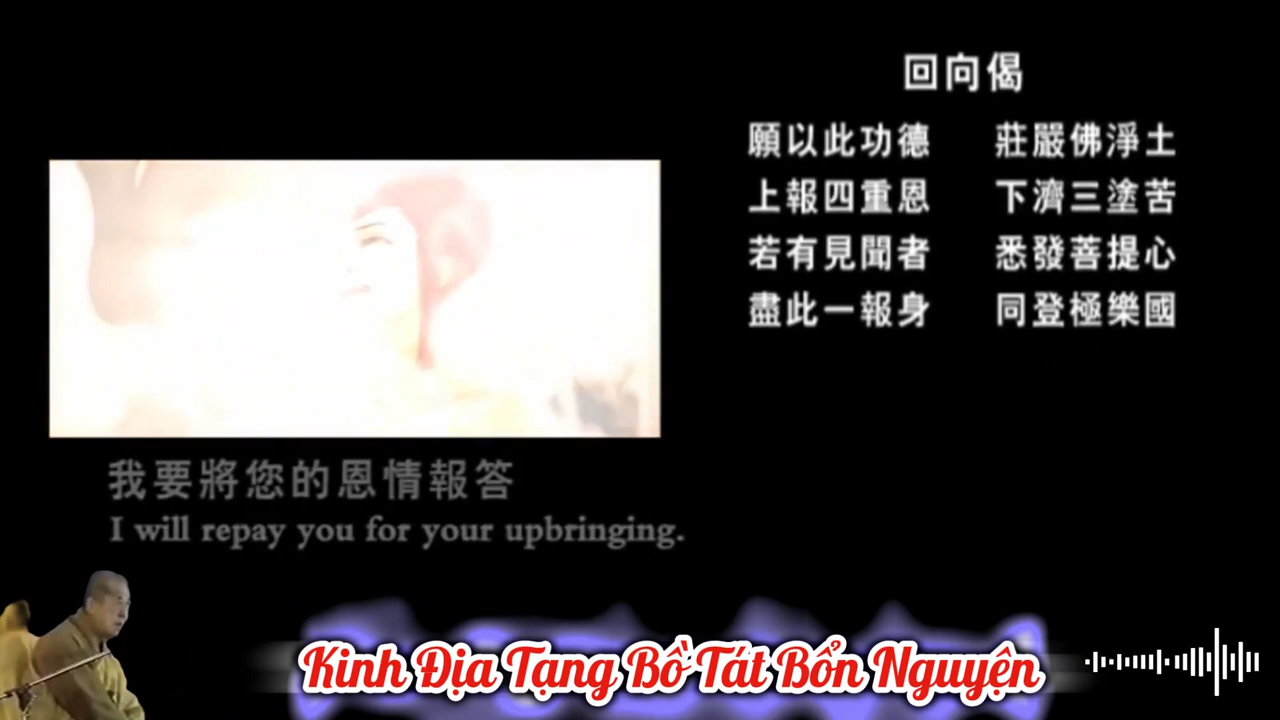 回向偈
願以此功德 莊嚴佛淨土
上報四重恩 下濟三塗苦
若有見聞者 悉發菩提心
盡此一報身 同登極樂國
我要將您的恩情報答
I will repay you for your upbringing.
Kinh Địa Tạng Bồ Tát Bổn Nguyện